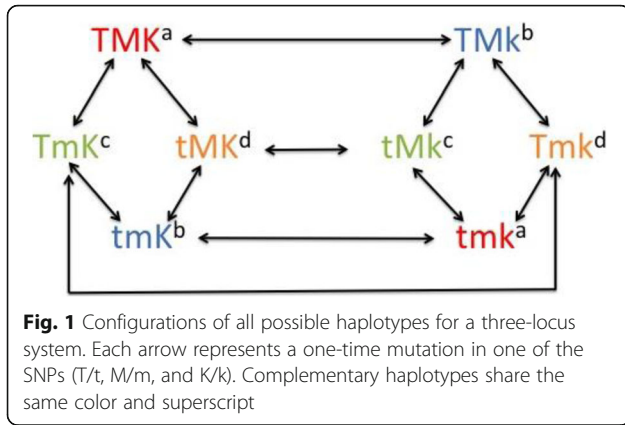 TMKᵃ TMkᵇ
TmKᶜ tMKᵈ tMkᶜ Tmkᵈ
tmKᵇ tmkᵃ
Fig. 1 Configurations of all possible haplotypes for a three-locus
system. Each arrow represents a one-time mutation in one of the
SNPs (T/t, M/m, and K/k). Complementary haplotypes share the
same color and superscript